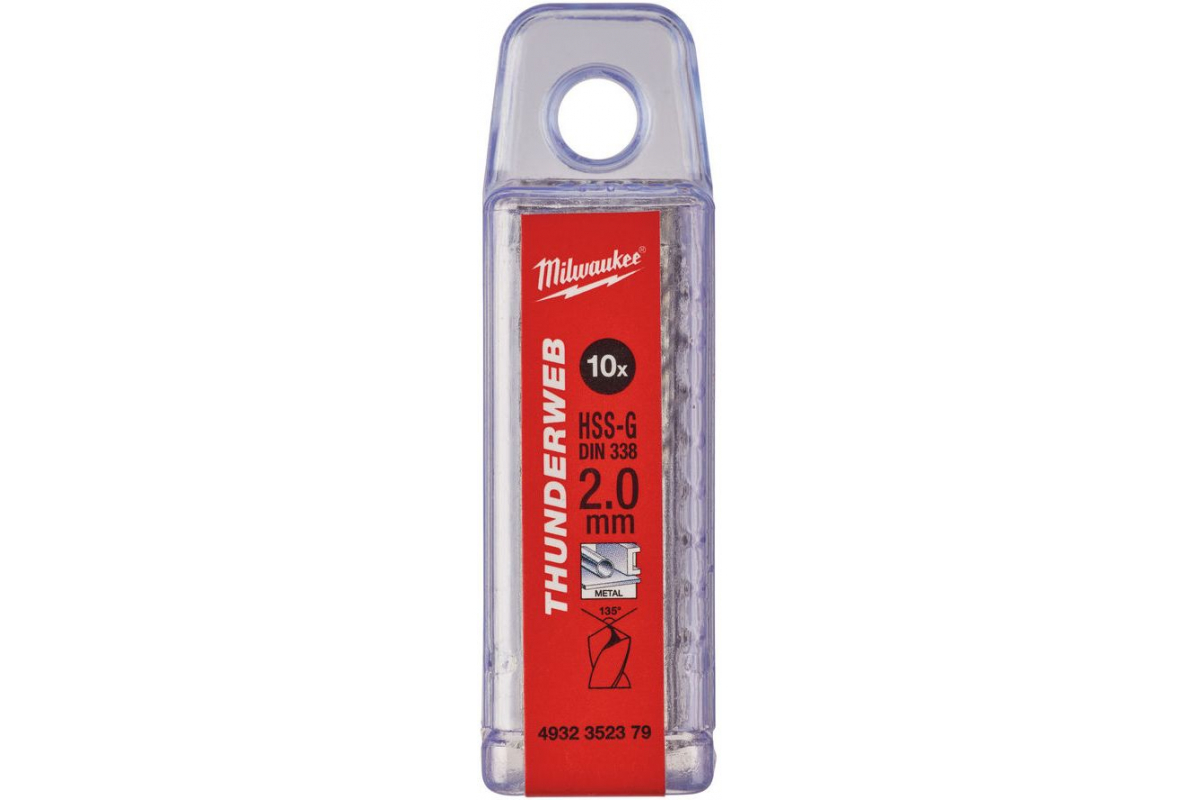 Milwaukee®
THUNDERWEB
10x
HSS-G
DIN 338
2.0
mm
METAL
135°
4932 3523 79